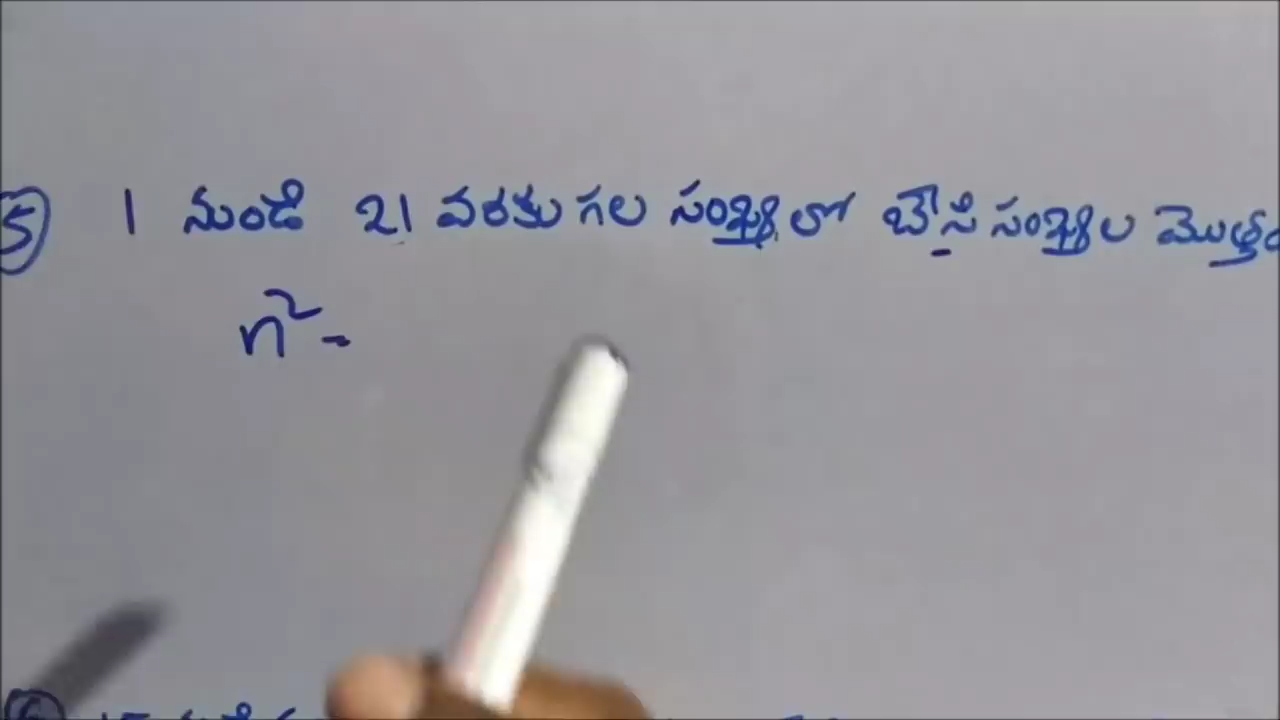 5) 1 నుండి 21 వరకు గల సంఖ్యలలో బేసి సంఖ్యల మొత్తం
n² -